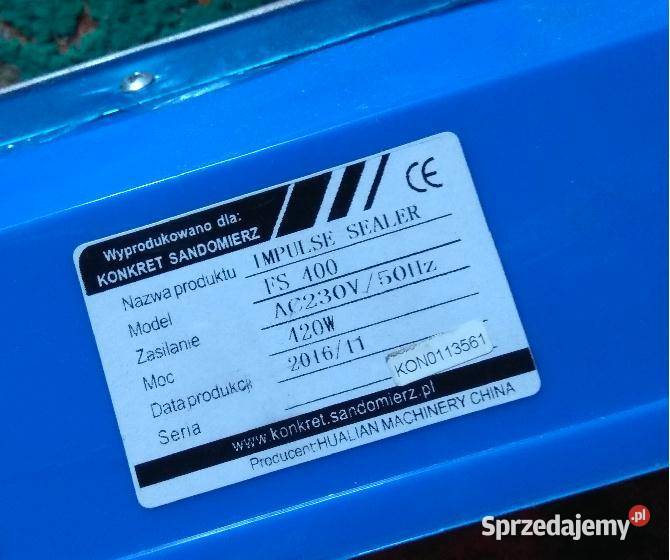 Wyprodukowano dla:
KONKRET SANDOMIERZ
CE
Nazwa produktu IMPULSE SEALER
Model FS 400
Zasilanie AC230V/50Hz
Moc 420W
Data produkcji 2016/11
Seria KON0113561
www.konkret.sandomierz.pl
Producent:HUALIAN MACHINERY CHINA
Sprzedajemy.pl